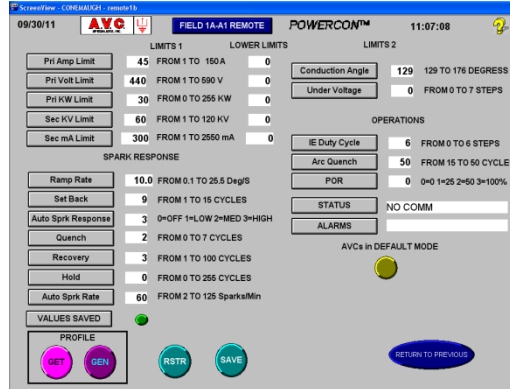 ScreenView - CONEMAUGH - remote1b
09/30/11 A.V.C. FIELD 1A-A1 REMOTE POWERCON™ 11:07:08
LIMITS 1 LOWER LIMITS
Pri Amp Limit 45 FROM 1 TO 150 A 0
Pri Volt Limit 440 FROM 1 TO 590 V 0
Pri KW Limit 30 FROM 0 TO 255 KW 0
Sec KV Limit 60 FROM 1 TO 120 KV 0
Sec mA Limit 300 FROM 1 TO 2550 mA 0
LIMITS 2
Conduction Angle 129 129 TO 176 DEGRESS
Under Voltage 0 FROM 0 TO 7 STEPS
OPERATIONS
IE Duty Cycle 6 FROM 0 TO 6 STEPS
Arc Quench 50 FROM 15 TO 50 CYCLE
POR 0 0=0 1=25 2=50 3=100%
STATUS NO COMM
ALARMS
AVCs in DEFAULT MODE
SPARK RESPONSE
Ramp Rate 10.0 FROM 0.1 TO 25.5 Deg/S
Set Back 9 FROM 1 TO 15 CYCLES
Auto Sprk Response 3 0=OFF 1=LOW 2=MED 3=HIGH
Quench 2 FROM 0 TO 7 CYCLES
Recovery 3 FROM 1 TO 100 CYCLES
Hold 0 FROM 0 TO 255 CYCLES
Auto Sprk Rate 60 FROM 2 TO 125 Sparks/Min
VALUES SAVED
PROFILE
GET GEN RSTR SAVE RETURN TO PREVIOUS